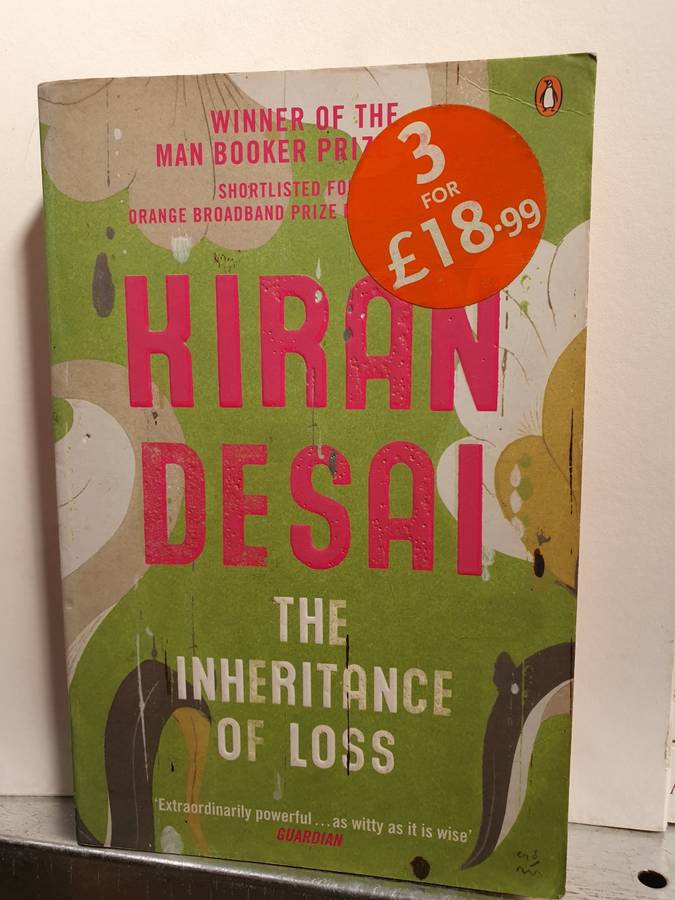 WINNER OF THE
MAN BOOKER
SHORTLISTED
ORANGE BROADBAND PRIZE
3
FOR
£18.99
KIRAN
DESAI
THE
INHERITANCE
OF LOSS
‘Extraordinarily powerful...as witty as it is wise’
GUARDIAN